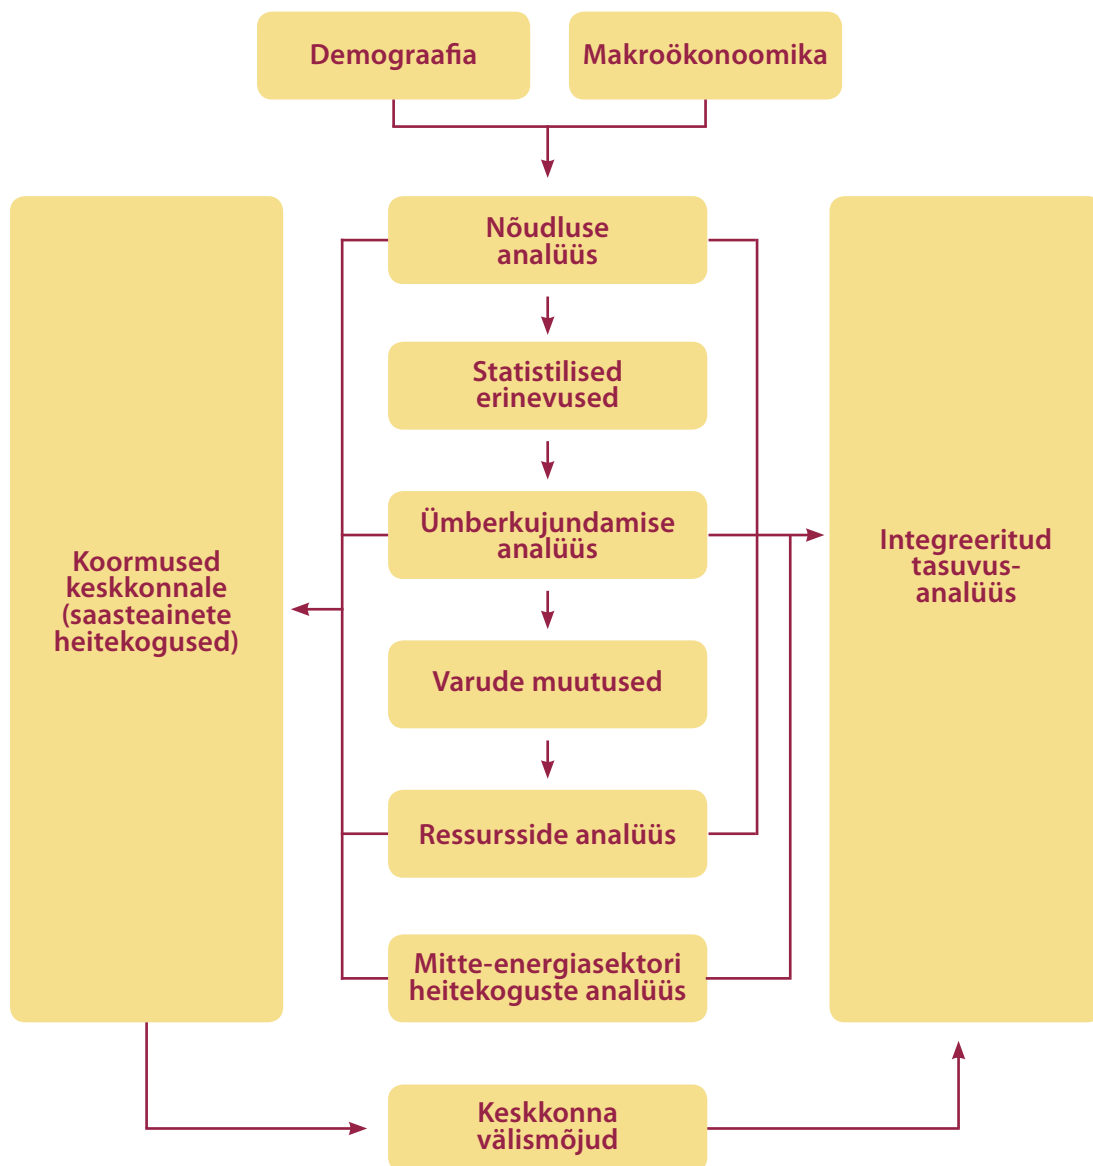 Demograafia
Makroökonoomika
Nõudluse
analüüs
Statistilised
erinevused
Ümberkujundamise
analüüs
Koormused
keskkonnale
(saasteainete
heitekogused)
Integreeritud
tasuvus-
analüüs
Varude muutused
Ressursside analüüs
Mitte-energiasektori
heitekoguste analüüs
Keskkonna
välismõjud